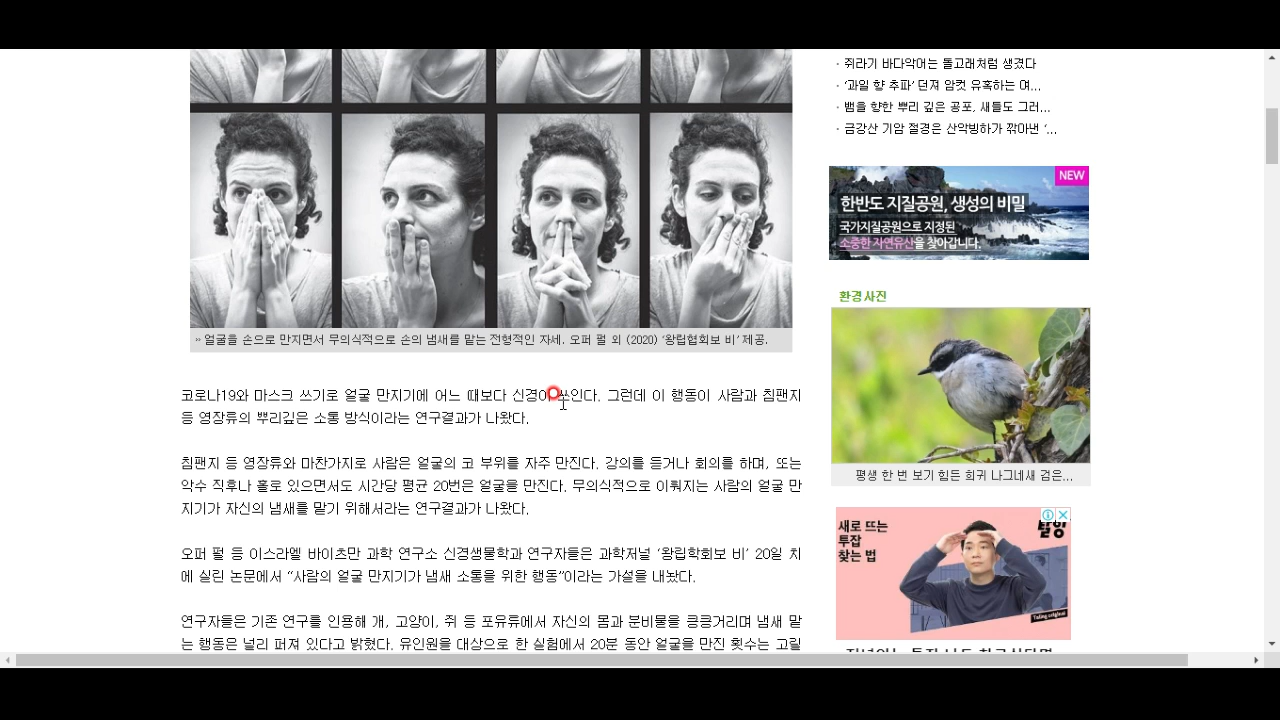 · 쥐라기 바다악어는 돌고래처럼 생겼다
· ‘과일 향 추파’ 던져 암컷 유혹하는 여...
· 뱀을 향한 뿌리 깊은 공포, 새들도 그러...
· 금강산 기암 절경은 산악빙하가 깎아낸 ‘...
NEW
한반도 지질공원, 생성의 비밀
국가지질공원으로 지정된
소중한 자연유산을 찾아갑니다.
환경사진
평생 한 번 보기 힘든 희귀 나그네새 검은...
새로 뜨는
투잡
찾는 법
탈잉
Taling original
» 얼굴을 손으로 만지면서 무의식적으로 손의 냄새를 맡는 전형적인 자세. 오퍼 펄 외 (2020) ‘왕립협회보 비’ 제공.
코로나19와 마스크 쓰기로 얼굴 만지기에 어느 때보다 신경이 쓰인다. 그런데 이 행동이 사람과 침팬지
등 영장류의 뿌리깊은 소통 방식이라는 연구결과가 나왔다.
침팬지 등 영장류와 마찬가지로 사람은 얼굴의 코 부위를 자주 만진다. 강의를 듣거나 회의를 하며, 또는
악수 직후나 홀로 있으면서도 시간당 평균 20번은 얼굴을 만진다. 무의식적으로 이뤄지는 사람의 얼굴 만
지기가 자신의 냄새를 맡기 위해서라는 연구결과가 나왔다.
오퍼 펄 등 이스라엘 바이츠만 과학 연구소 신경생물학과 연구자들은 과학저널 ‘왕립학회보 비’ 20일 치
에 실린 논문에서 “사람의 얼굴 만지기가 냄새 소통을 위한 행동”이라는 가설을 내놨다.
연구자들은 기존 연구를 인용해 개, 고양이, 쥐 등 포유류에서 자신의 몸과 분비물을 킁킁거리며 냄새 맡
는 행동은 널리 퍼져 있다고 밝혔다. 유인원을 대상으로 한 실험에서 20분 동안 얼굴을 만진 횟수는 고릴